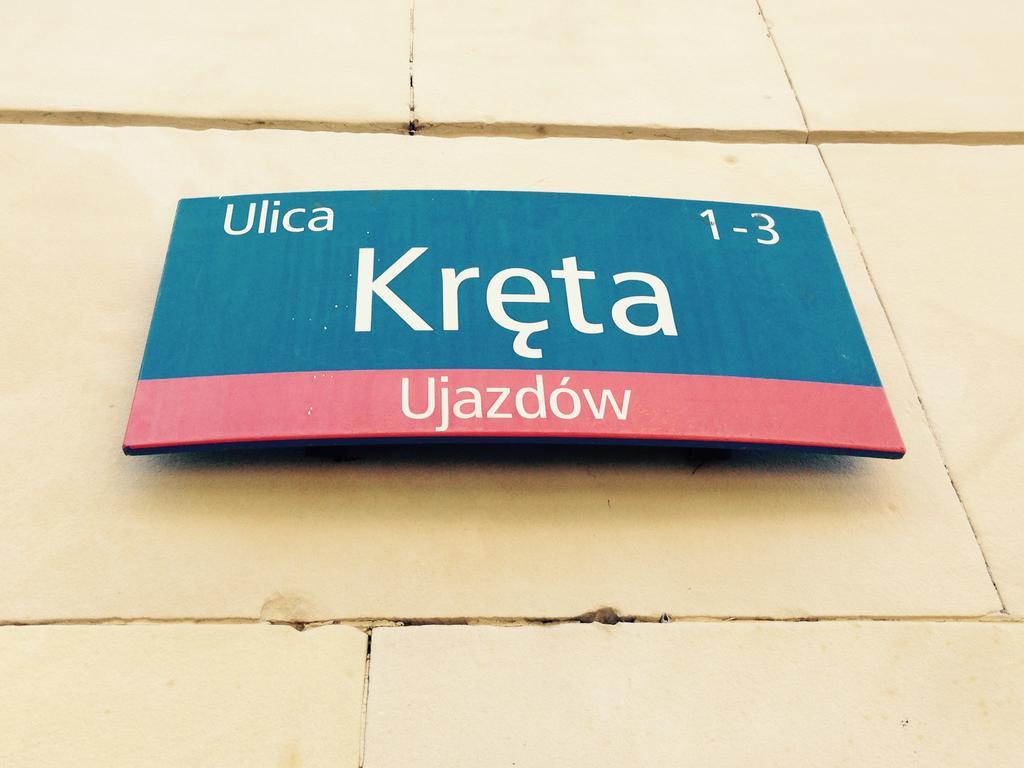 Ulica 1-3
Kręta
Ujazdów